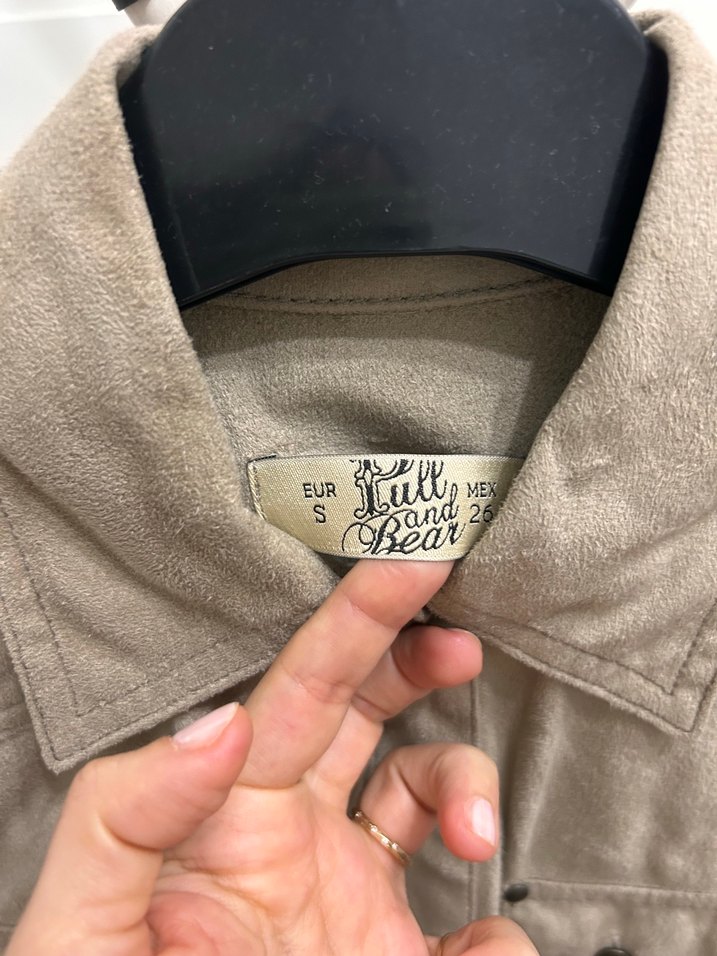 EUR
S
Pull
and
Bear
MEX
26